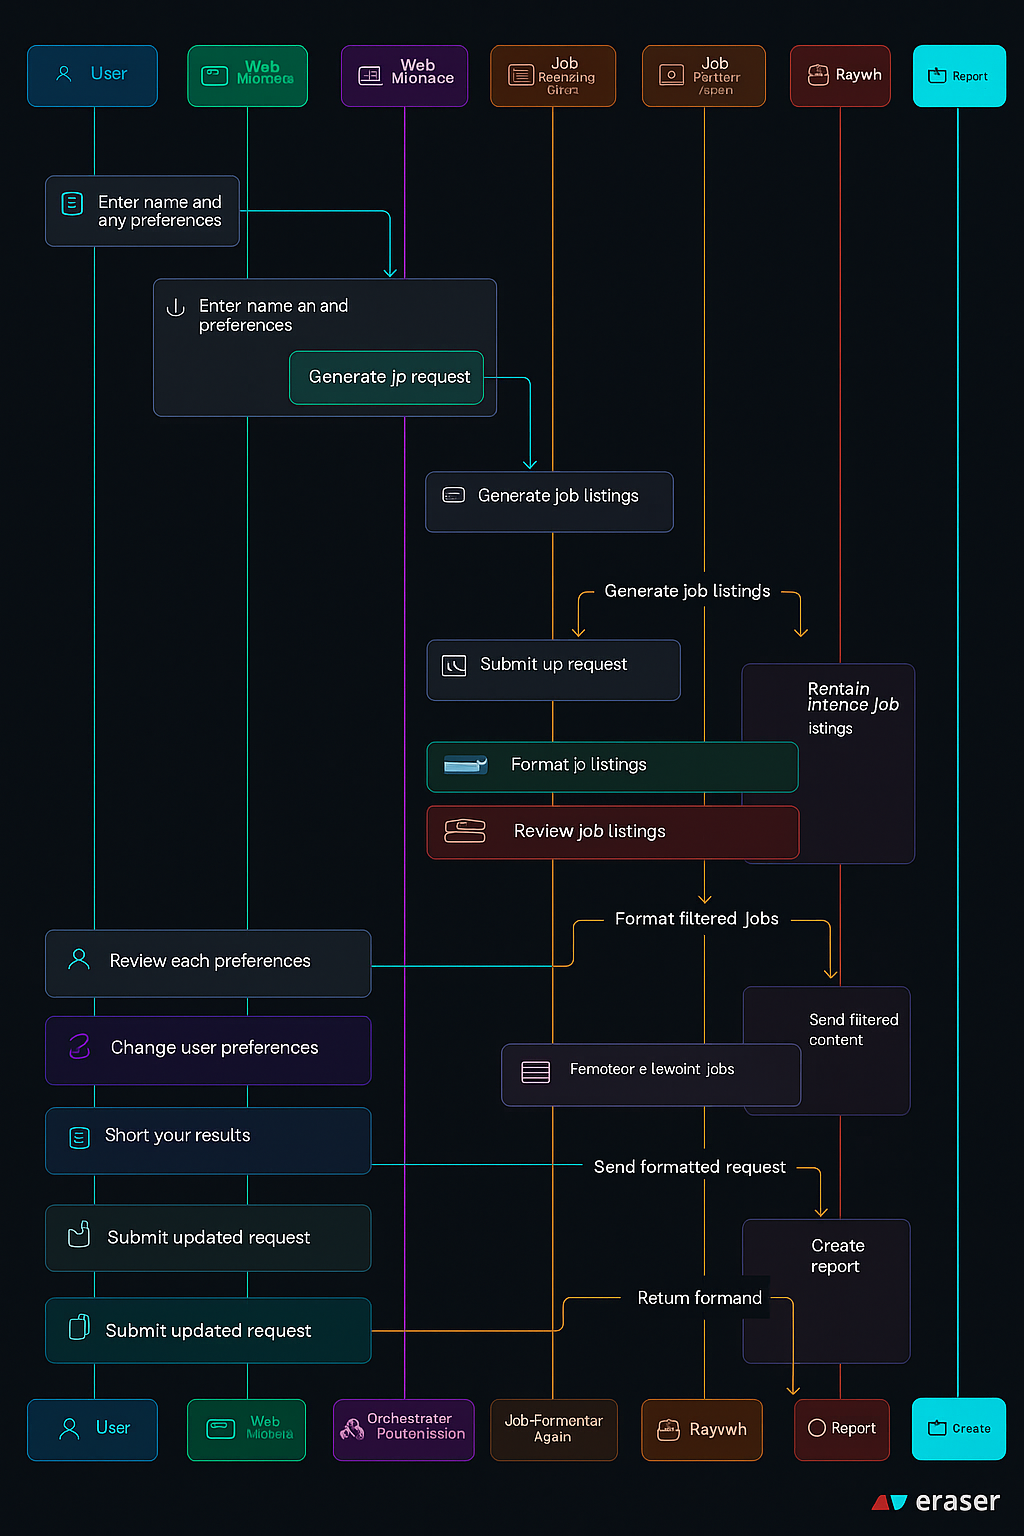 User
Web
Miomers
Web
Mionace
Job
Reenzing
Giren
Job
Partterr
/spen
Raywh
Report
Enter name and
any preferences
Enter name an and
preferences
Generate jp request
Generate job listings
Generate job listings
Submit up request
Rentain
intence Job
istings
Format jo listings
Review job listings
Format filtered Jobs
Review each preferences
Send fiitered
content
Change user preferences
Femoteor e lewoint jobs
Short your results
Send formatted request
Submit updated request
Create
report
Retum formand
Submit updated request
User
Web
Miobeia
Orchestrater
Poutenission
Job-Formentar
Again
Rayvwh
Report
Create
eraser